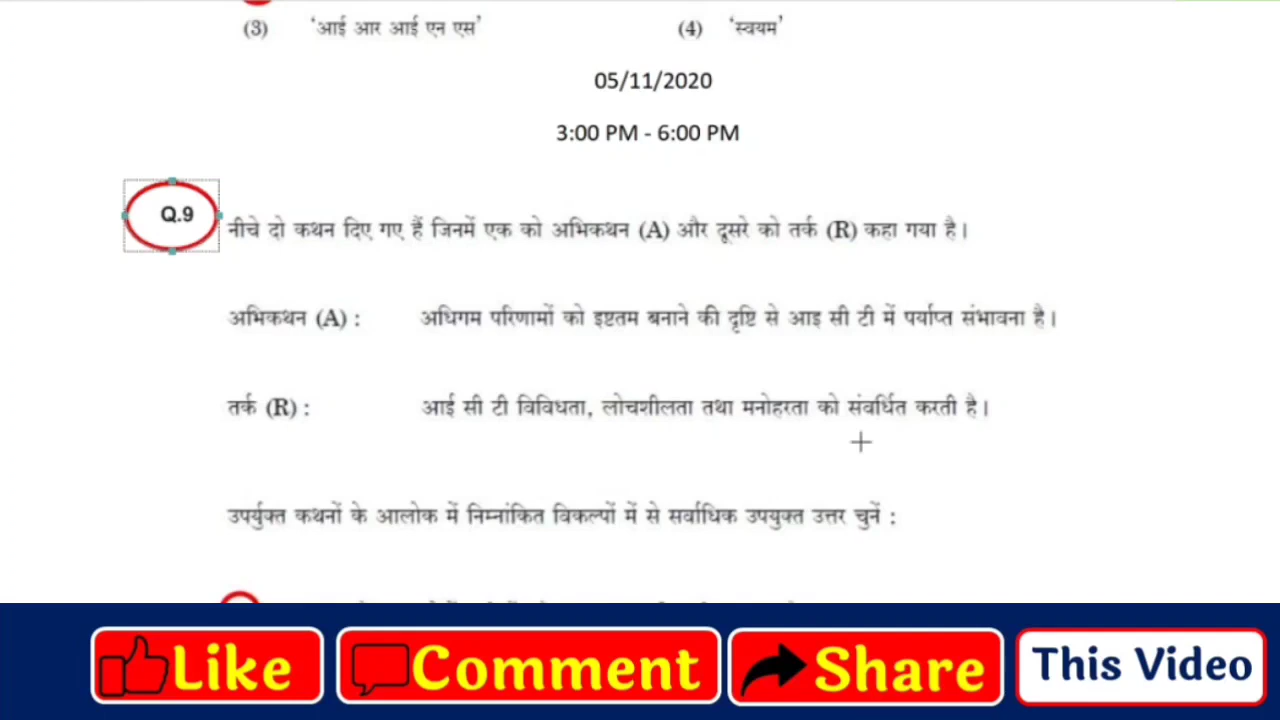 (3) 'आई आर आई एन एस' (4) 'स्वयम'
05/11/2020
3:00 PM - 6:00 PM
Q.9 नीचे दो कथन दिए गए हैं जिनमें एक को अभिकथन (A) और दूसरे को तर्क (R) कहा गया है।
अभिकथन (A) : अधिगम परिणामों को इष्टतम बनाने की दृष्टि से आइ सी टी में पर्याप्त संभावना है।
तर्क (R) : आई सी टी विविधता, लोचशीलता तथा मनोहरता को संवर्धित करती है।
उपर्युक्त कथनों के आलोक में निम्नांकित विकल्पों में से सर्वाधिक उपयुक्त उत्तर चुनें :
Like Comment Share This Video